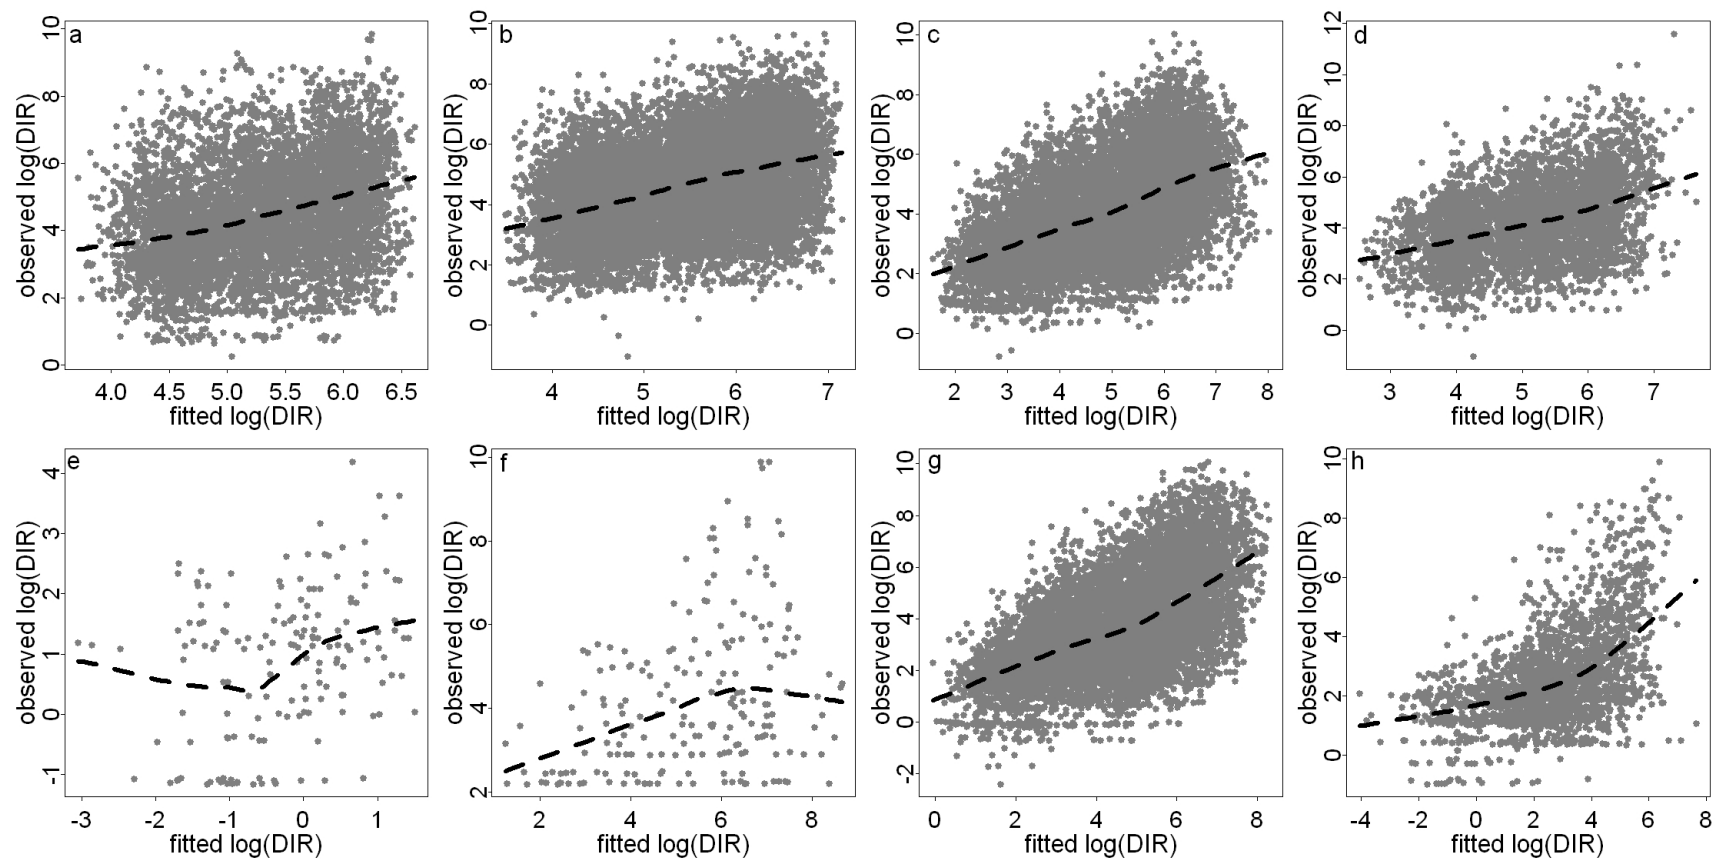 a
observed log(DIR)
0 2 4 6 8 10
4.0 4.5 5.0 5.5 6.0 6.5
fitted log(DIR)
b
observed log(DIR)
0 2 4 6 8 10
4 5 6 7
fitted log(DIR)
c
observed log(DIR)
0 2 4 6 8 10
2 3 4 5 6 7 8
fitted log(DIR)
d
observed log(DIR)
0 2 4 6 8 10 12
3 4 5 6 7
fitted log(DIR)
e
observed log(DIR)
-1 0 1 2 3 4
-3 -2 -1 0 1
fitted log(DIR)
f
observed log(DIR)
2 4 6 8 10
2 4 6 8
fitted log(DIR)
g
observed log(DIR)
-2 0 2 4 6 8 10
0 2 4 6 8
fitted log(DIR)
h
observed log(DIR)
0 2 4 6 8 10
-4 -2 0 2 4 6 8
fitted log(DIR)